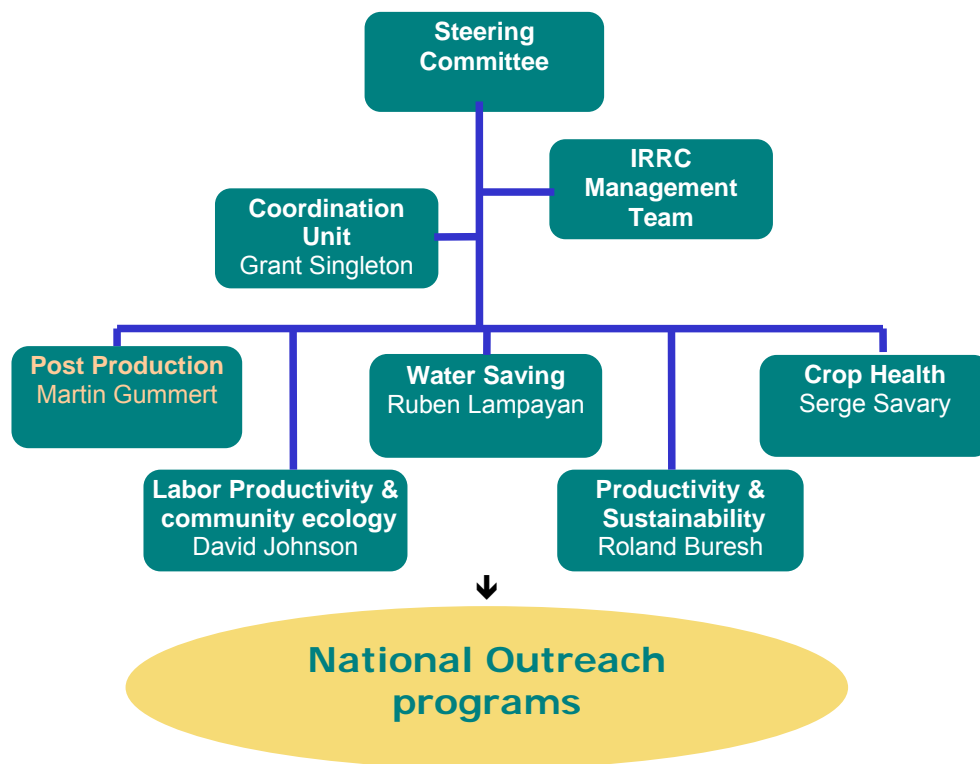 Steering
Committee
IRRC
Management
Team
Coordination
Unit
Grant Singleton
Post Production
Martin Gummert
Water Saving
Ruben Lampayan
Crop Health
Serge Savary
Labor Productivity &
community ecology
David Johnson
Productivity &
Sustainability
Roland Buresh
National Outreach
programs